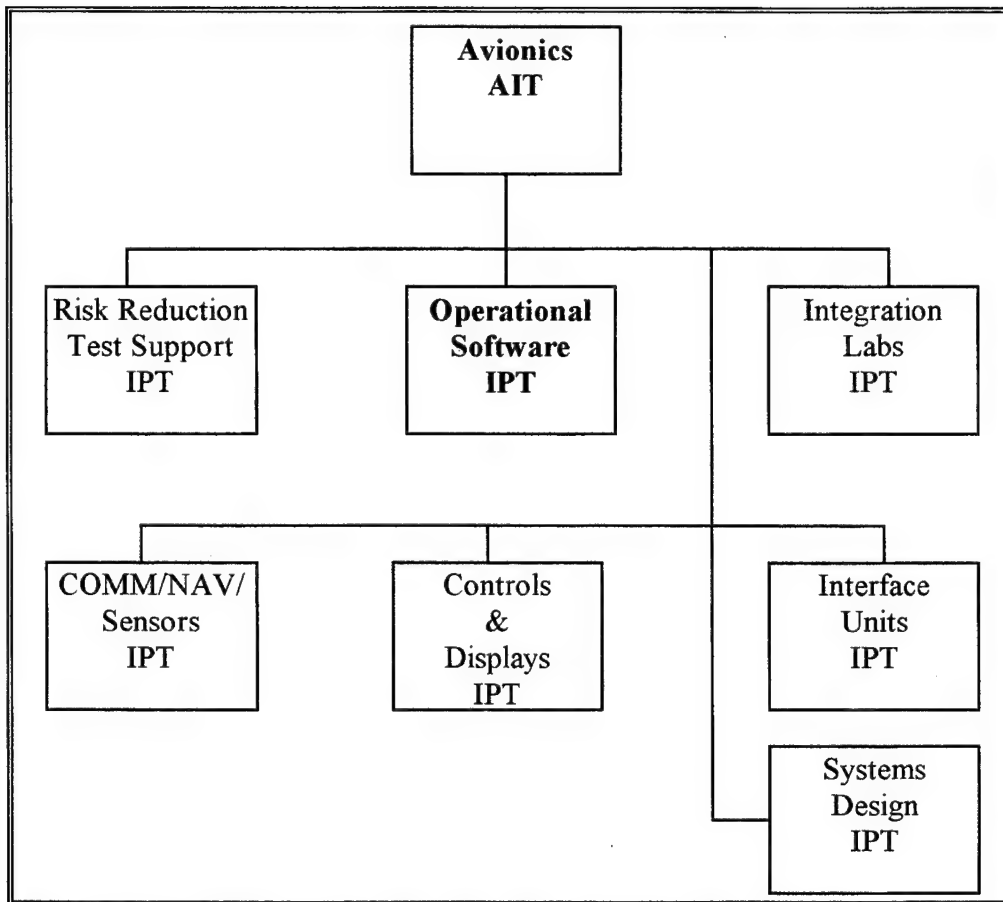 Avionics
AIT
Risk Reduction
Test Support
IPT
Operational
Software
IPT
Integration
Labs
IPT
COMM/NAV/
Sensors
IPT
Controls
&
Displays
IPT
Interface
Units
IPT
Systems
Design
IPT